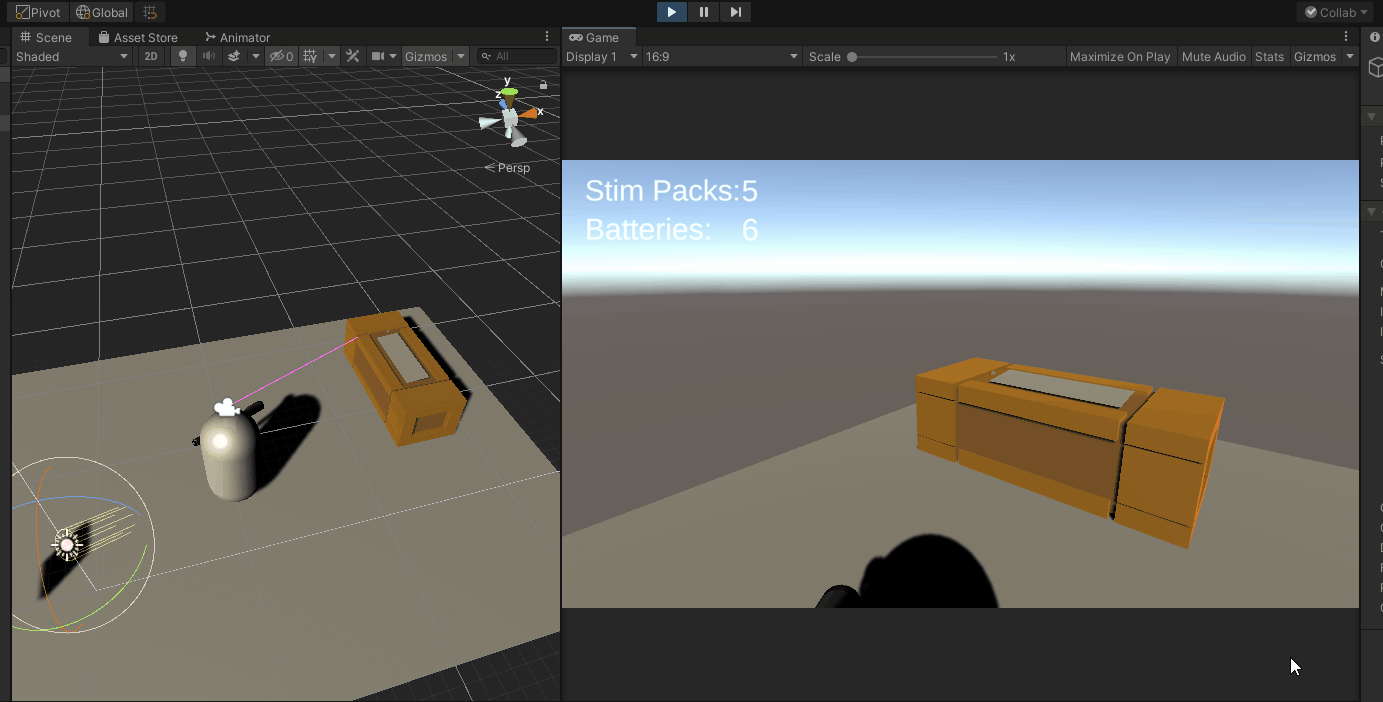 Pivot Global Collab
Scene Asset Store Animator Game
Shaded 2D 0 Gizmos All Display 1 16:9 Scale 1x Maximize On Play Mute Audio Stats Gizmos
y
z x
Persp
Stim Packs:5
Batteries: 6